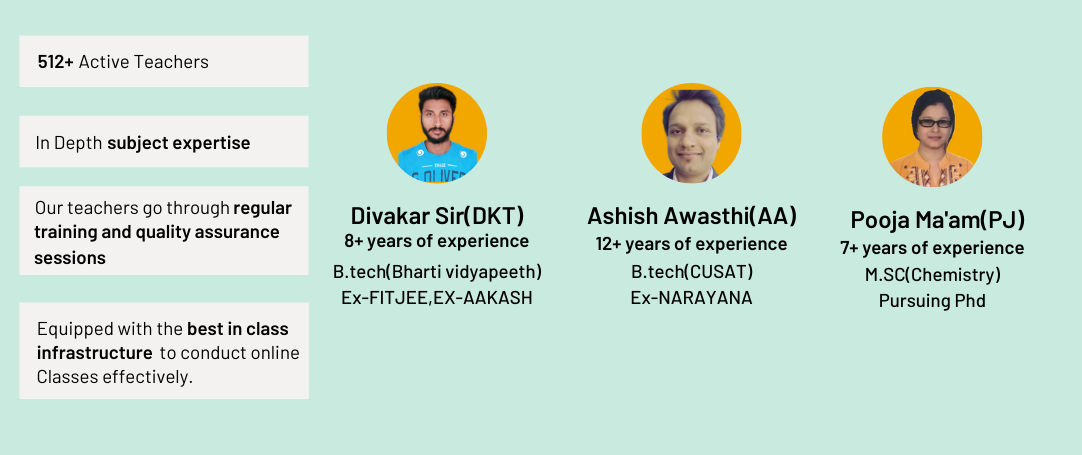 512+ Active Teachers
In Depth subject expertise
Our teachers go through regular
training and quality assurance
sessions
Equipped with the best in class
infrastructure to conduct online
Classes effectively.
Divakar Sir(DKT)
8+ years of experience
B.tech(Bharti vidyapeeth)
Ex-FITJEE,EX-AAKASH
Ashish Awasthi(AA)
12+ years of experience
B.tech(CUSAT)
Ex-NARAYANA
Pooja Ma'am(PJ)
7+ years of experience
M.SC(Chemistry)
Pursuing Phd